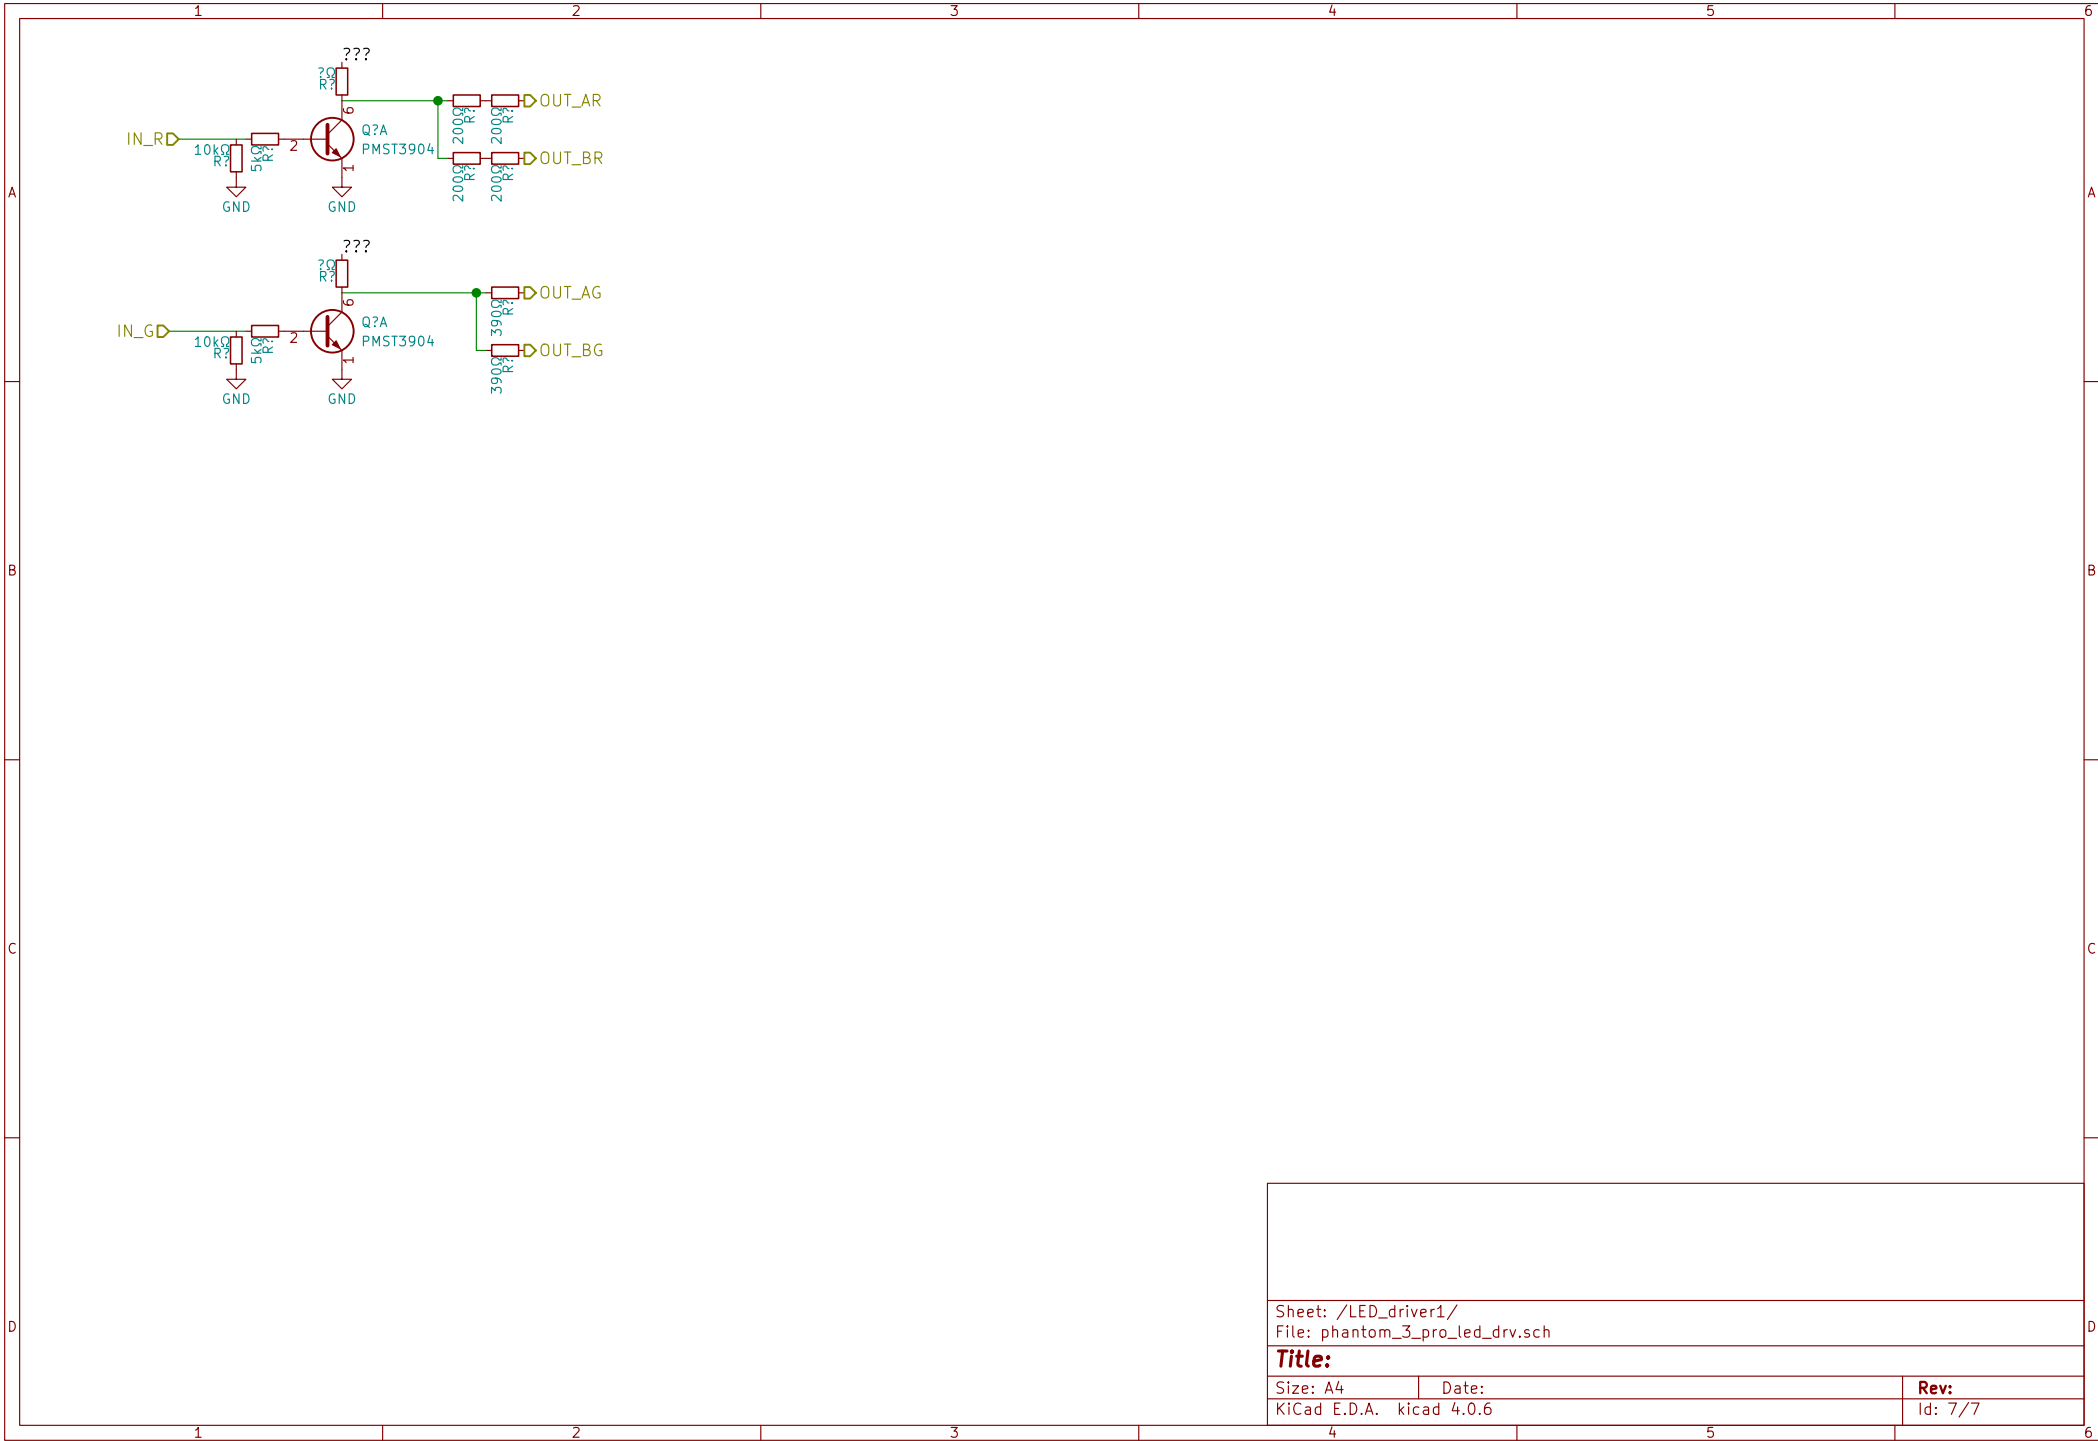 1 2 3 4 5 6
???
?Ω
R?
6
OUT_AR
200Ω
R?
200Ω
R?
IN_R
10kΩ
R?
5kΩ
R?
2
Q?A
PMST3904
1
OUT_BR
200Ω
R?
200Ω
R?
GND
GND
A
A
???
?Ω
R?
6
OUT_AG
390Ω
R?
IN_G
10kΩ
R?
5kΩ
R?
2
Q?A
PMST3904
1
OUT_BG
390Ω
R?
GND
GND
B
B
C
C
Sheet: /LED_driver1/
File: phantom_3_pro_led_drv.sch
D
D
Title:
Size: A4 Date: Rev:
KiCad E.D.A. kicad 4.0.6 Id: 7/7
1 2 3 4 5 6